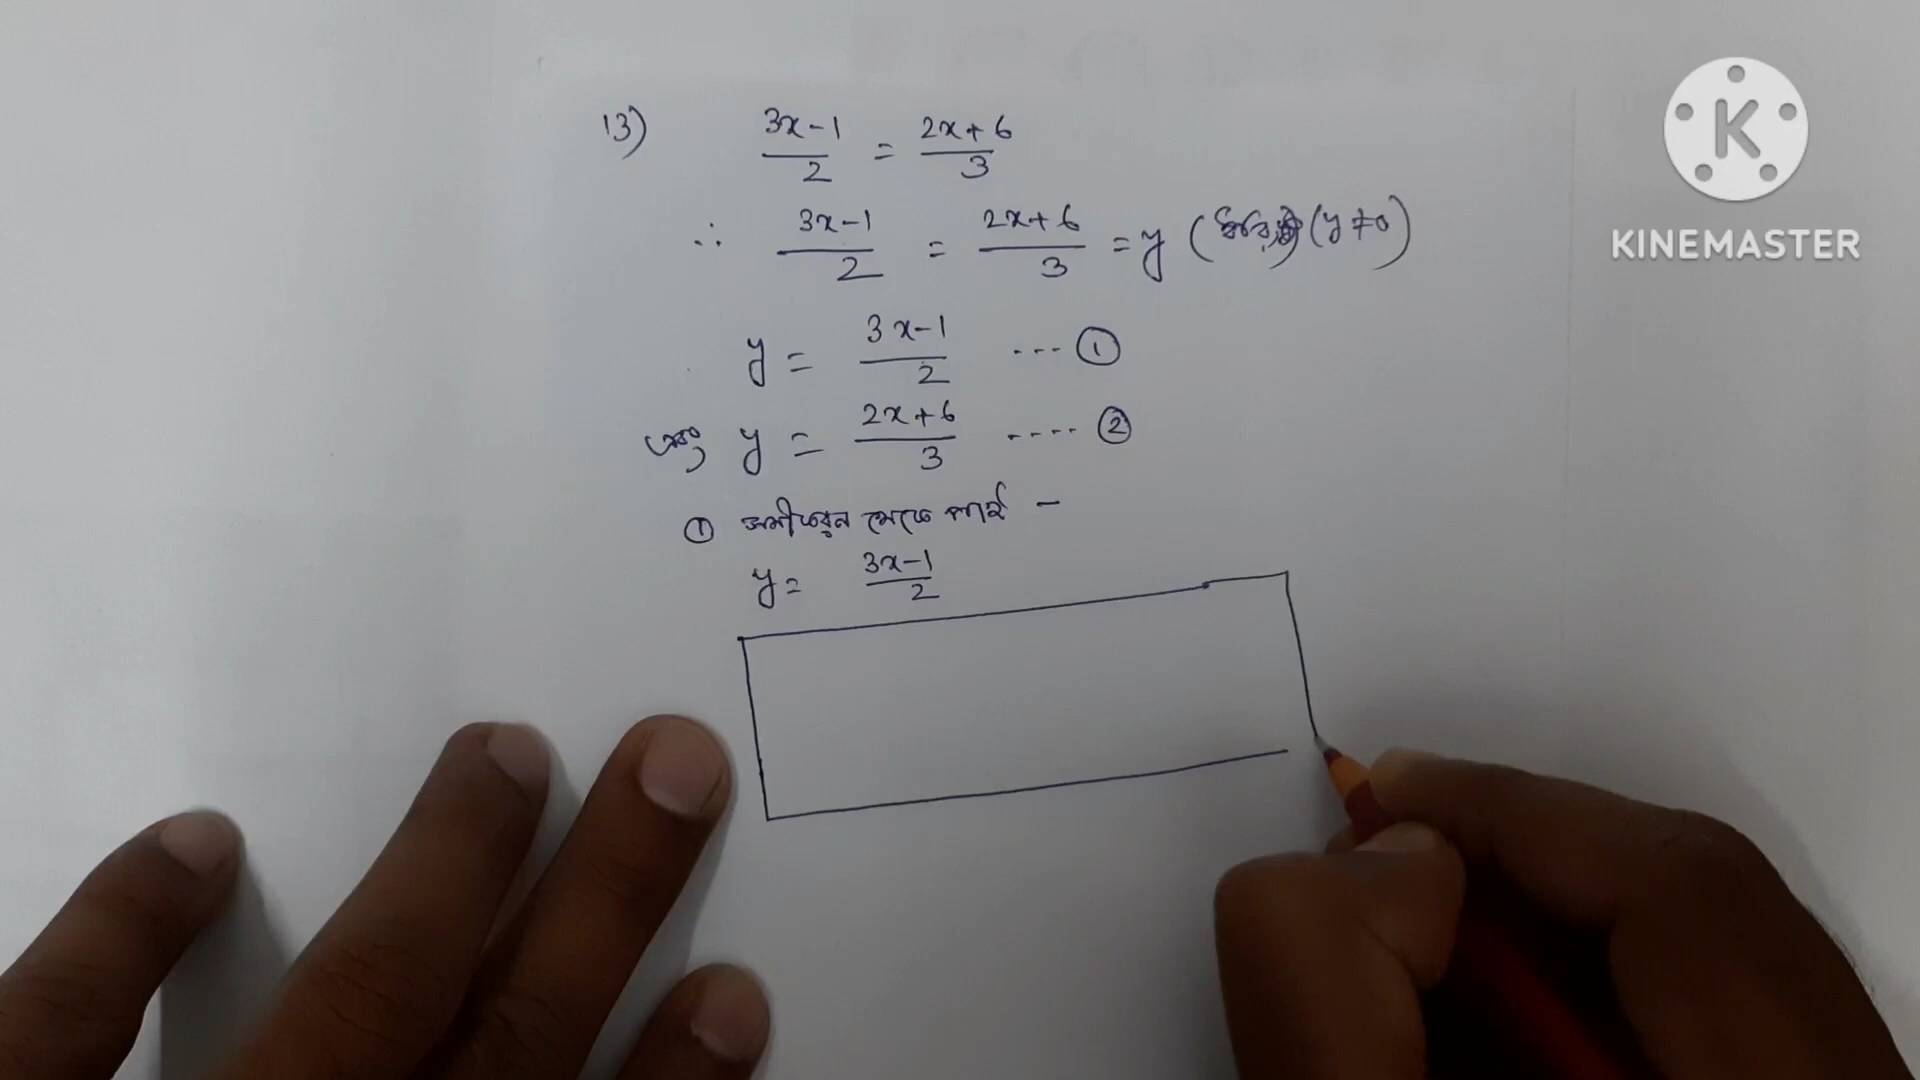 13) (3x-1)/2 = (2x+6)/3
∴ (3x-1)/2 = (2x+6)/3 = y (ধরি) (y≠0)
y = (3x-1)/2 ---- ①
এবং y = (2x+6)/3 ---- ②
① সমীকরন থেকে পাই -
y = (3x-1)/2
K
KINEMASTER